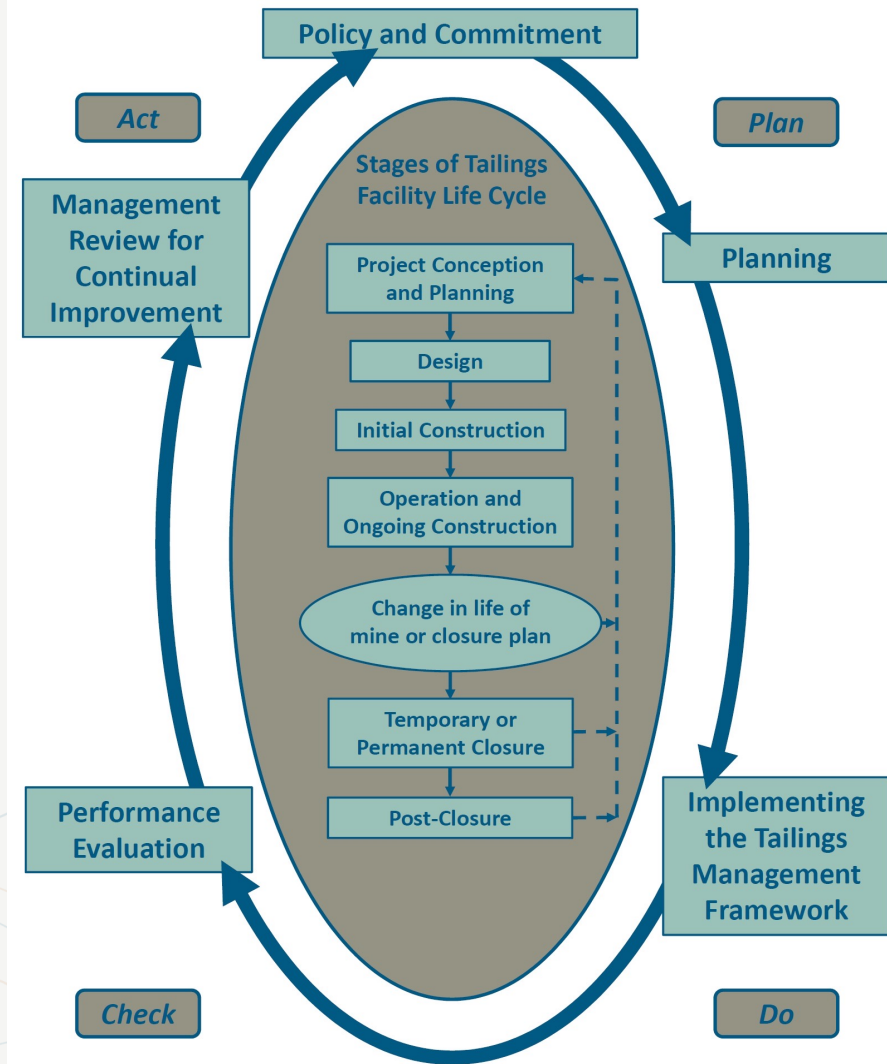 Policy and Commitment
Act
Plan
Stages of Tailings
Facility Life Cycle
Management
Review for
Continual
Improvement
Planning
Project Conception
and Planning
Design
Initial Construction
Operation and
Ongoing Construction
Change in life of
mine or closure plan
Temporary or
Permanent Closure
Post-Closure
Performance
Evaluation
Implementing
the Tailings
Management
Framework
Check
Do